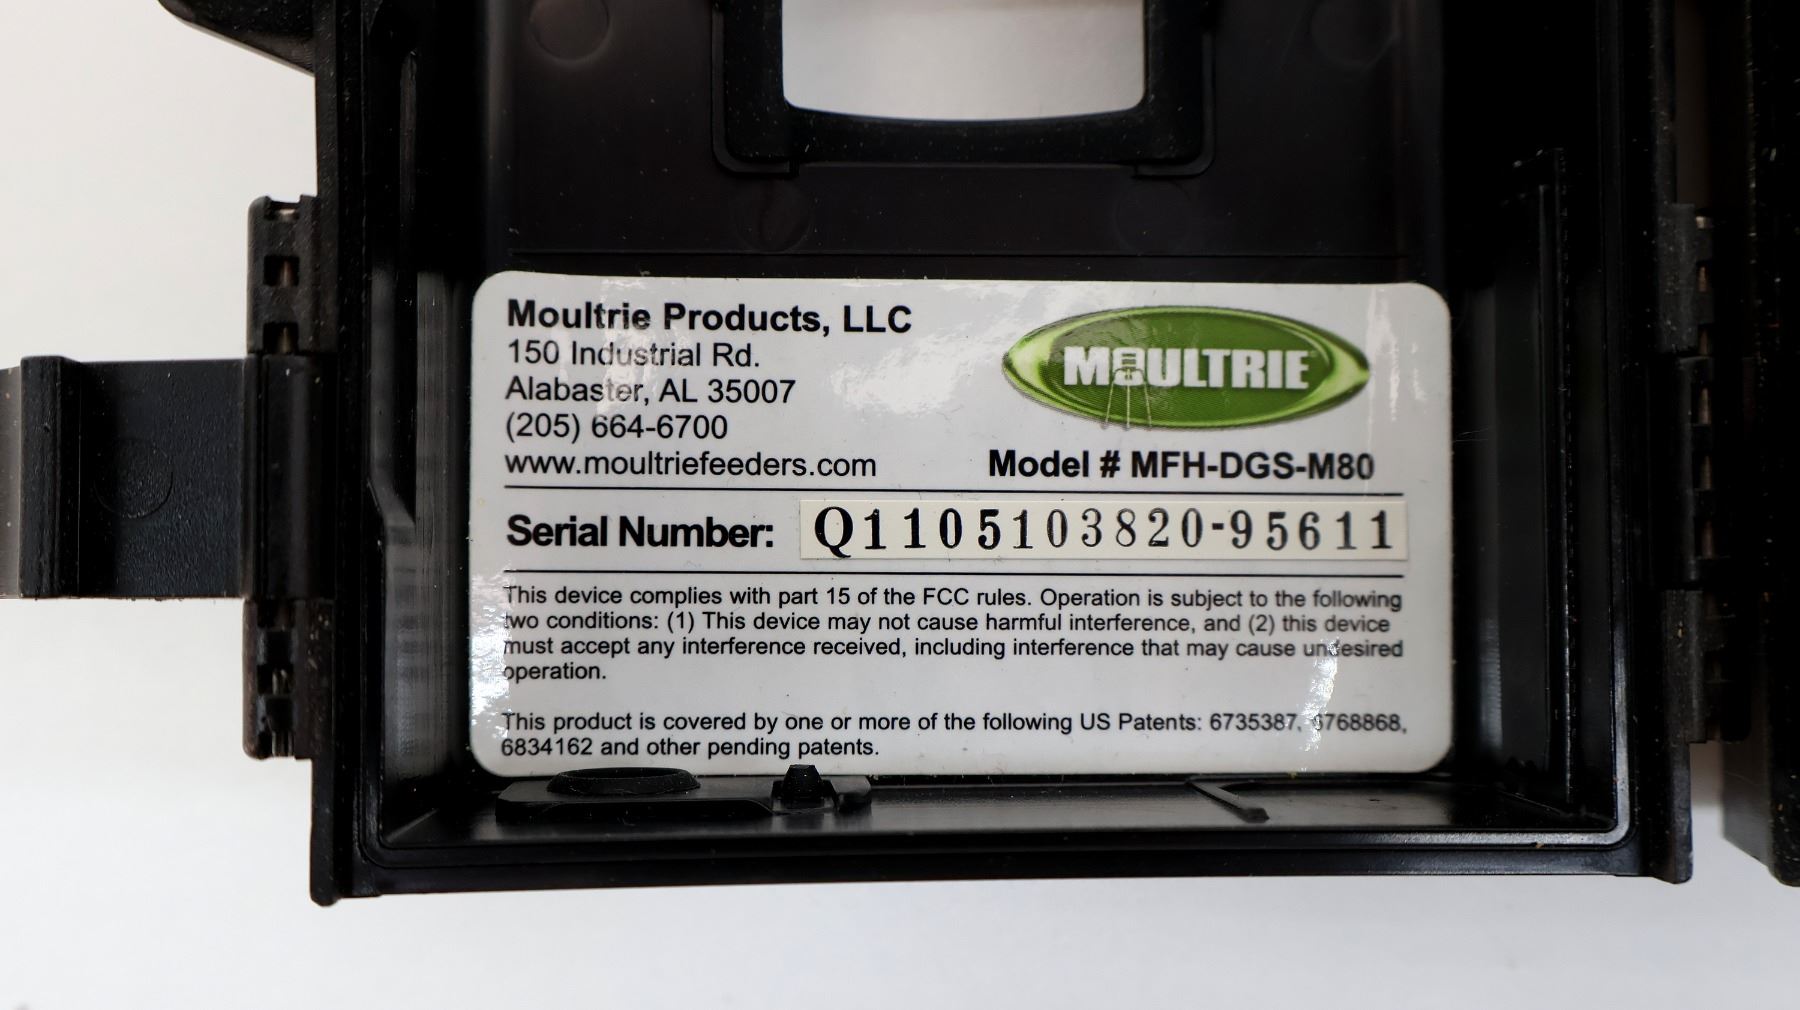 Moultrie Products, LLC
150 Industrial Rd.
Alabaster, AL 35007
(205) 664-6700
www.moultriefeeders.com
MOULTRIE
Model # MFH-DGS-M80
Serial Number: Q1105103820-95611
This device complies with part 15 of the FCC rules. Operation is subject to the following
two conditions: (1) This device may not cause harmful interference, and (2) this device
must accept any interference received, including interference that may cause undesired
operation.
This product is covered by one or more of the following US Patents: 6735387, 6768868,
6834162 and other pending patents.